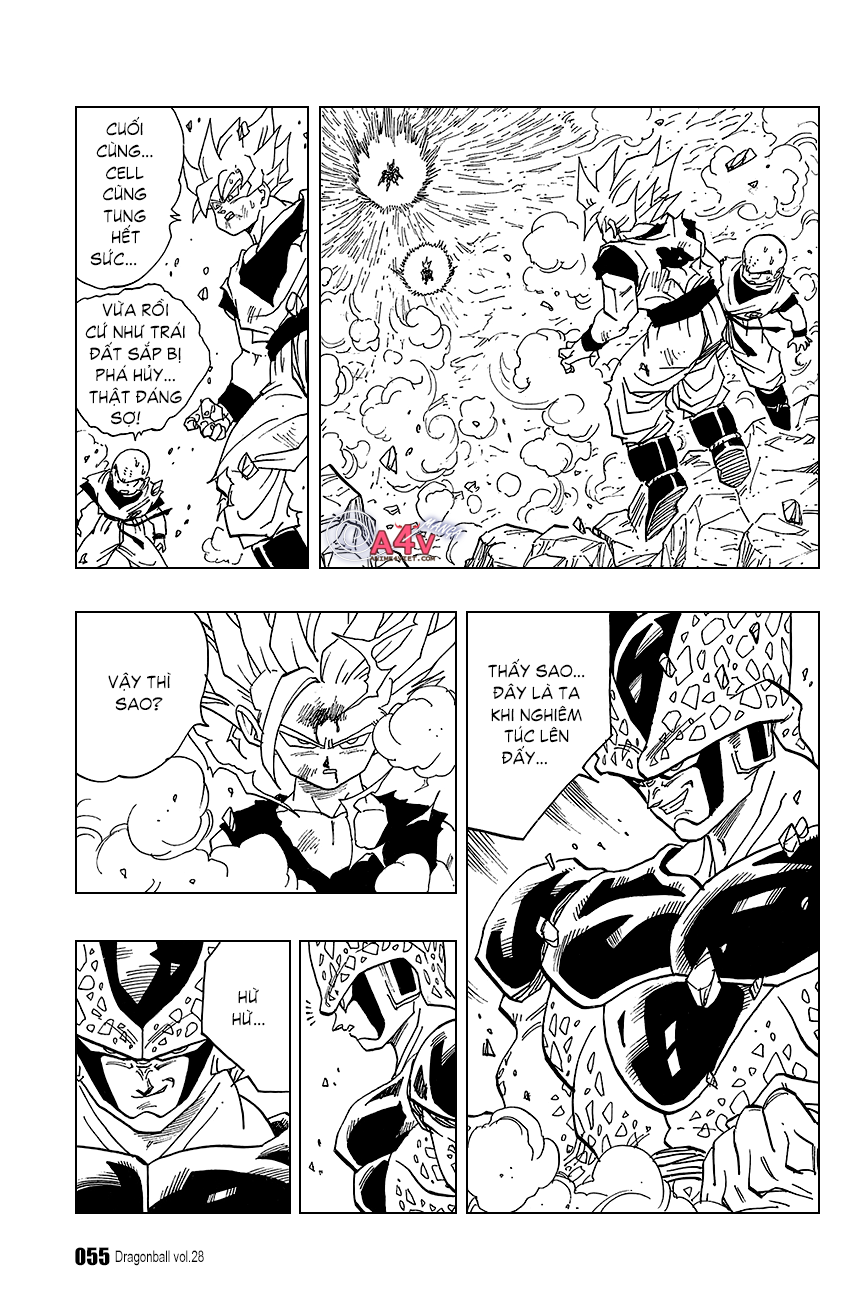 CUỐI
CÙNG...
CELL
CŨNG
TUNG
HẾT
SỨC...
VỪA RỒI
CỨ NHƯ TRÁI
ĐẤT SẮP BỊ
PHÁ HỦY...
THẬT ĐÁNG
SỢ!
A4V
ANIME4VIET.COM
THẤY SAO...
ĐÂY LÀ TA
KHI NGHIÊM
TÚC LÊN
ĐẤY...
VẬY THÌ
SAO?
HỪ
HỪ...
055 Dragonball vol.28